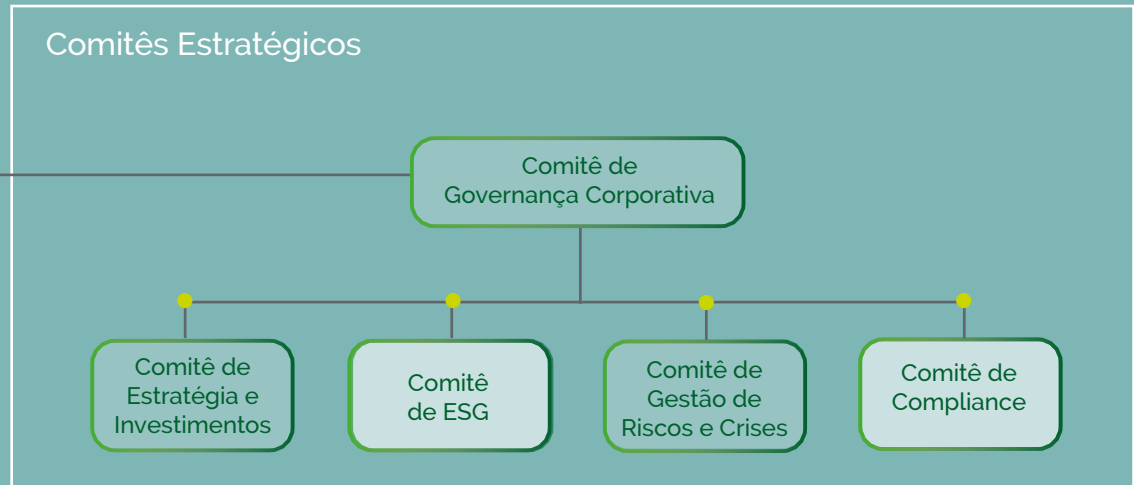 Comitês Estratégicos
Comitê de
Governança Corporativa
Comitê de
Estratégia e
Investimentos
Comitê
de ESG
Comitê de
Gestão de
Riscos e Crises
Comitê de
Compliance